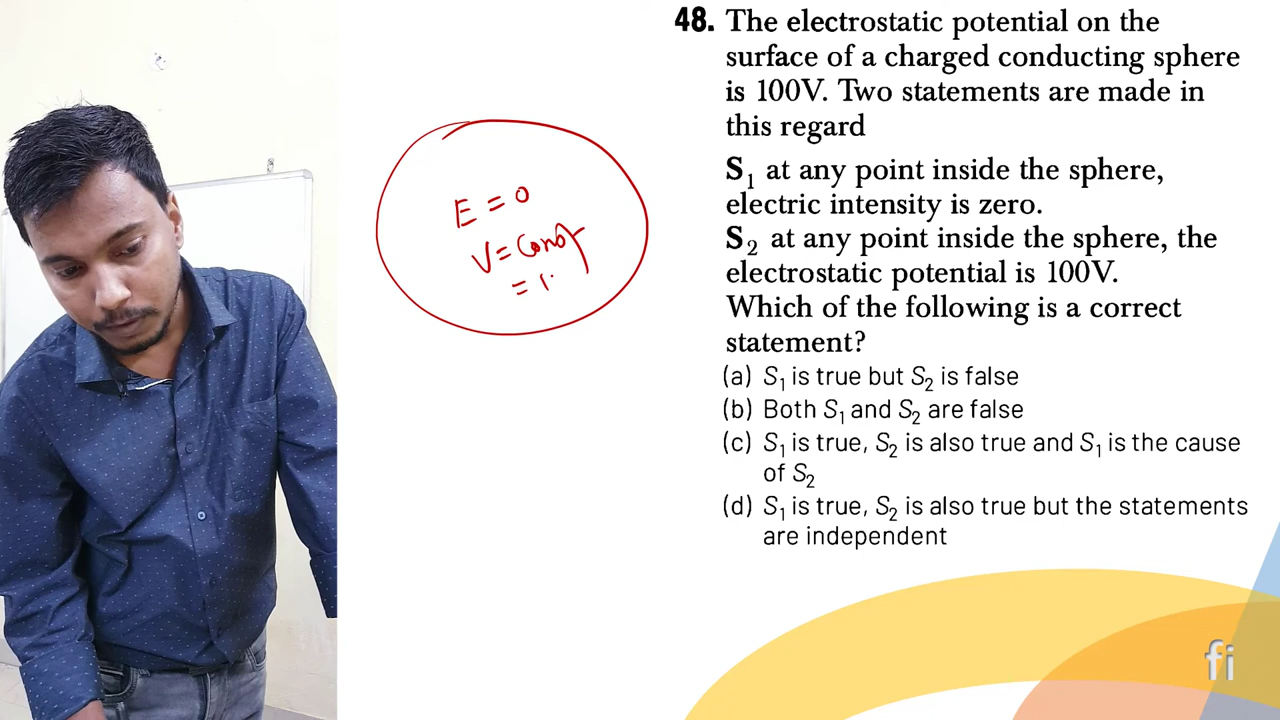 48. The electrostatic potential on the
surface of a charged conducting sphere
is 100V. Two statements are made in
this regard
S₁ at any point inside the sphere,
electric intensity is zero.
S₂ at any point inside the sphere, the
electrostatic potential is 100V.
Which of the following is a correct
statement?
(a) S₁ is true but S₂ is false
(b) Both S₁ and S₂ are false
(c) S₁ is true, S₂ is also true and S₁ is the cause
of S₂
(d) S₁ is true, S₂ is also true but the statements
are independent
E = 0
V = Const
= 1
fi